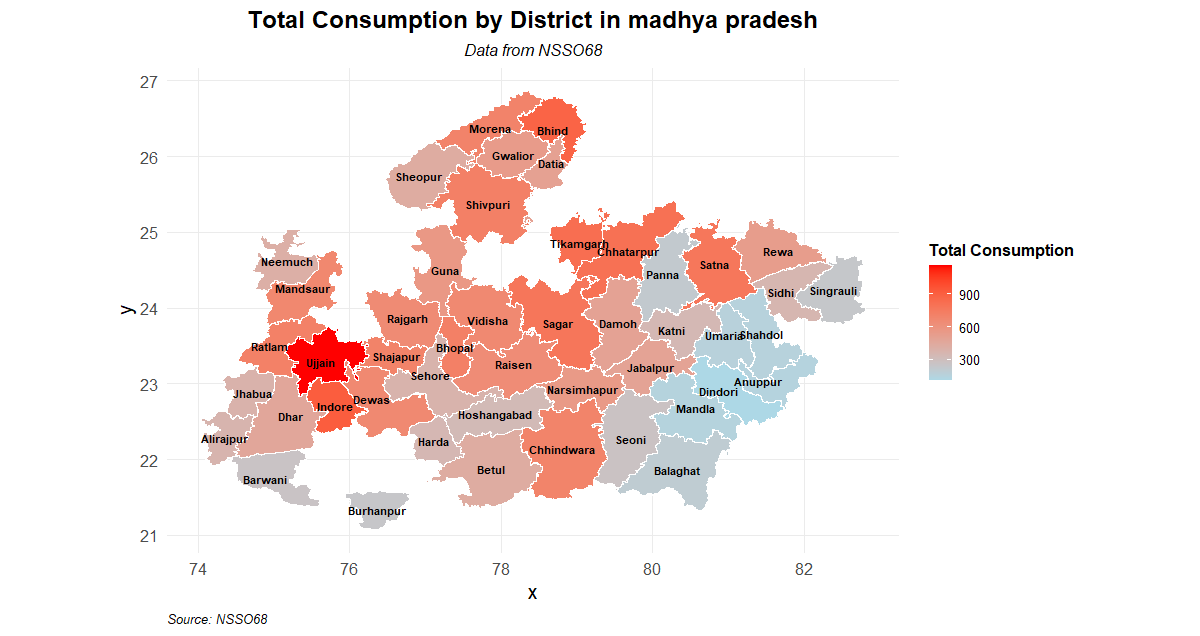 Total Consumption by District in madhya pradesh
Data from NSSO68
27
26
25
24
23
22
21
y
74
76
78
80
82
x
Morena
Bhind
Gwalior
Datia
Sheopur
Shivpuri
Tikamgarh
Chhatarpur
Neemuch
Guna
Panna
Satna
Rewa
Mandsaur
Sidhi
Singrauli
Rajgarh
Vidisha
Sagar
Damoh
Katni
Umaria
Shahdol
Ratlam
Ujjain
Shajapur
Bhopal
Raisen
Jabalpur
Sehore
Jhabua
Dewas
Indore
Narsimhapur
Dindori
Anuppur
Dhar
Hoshangabad
Mandla
Alirajpur
Harda
Chhindwara
Seoni
Barwani
Betul
Balaghat
Burhanpur
Total Consumption
900
600
300
Source: NSSO68